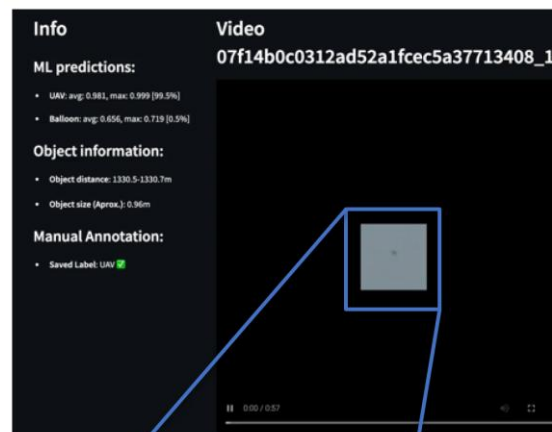 Info
ML predictions:
UAV: avg: 0.981, max: 0.999 [99.5%]
Balloon: avg: 0.656, max: 0.719 [0.5%]
Object information:
Object distance: 1330.5-1330.7m
Object size (Aprox.): 0.96m
Manual Annotation:
Saved Label: UAV ✅
Video
07f14b0c0312ad52a1fcec5a37713408_1
0:00 / 0:57